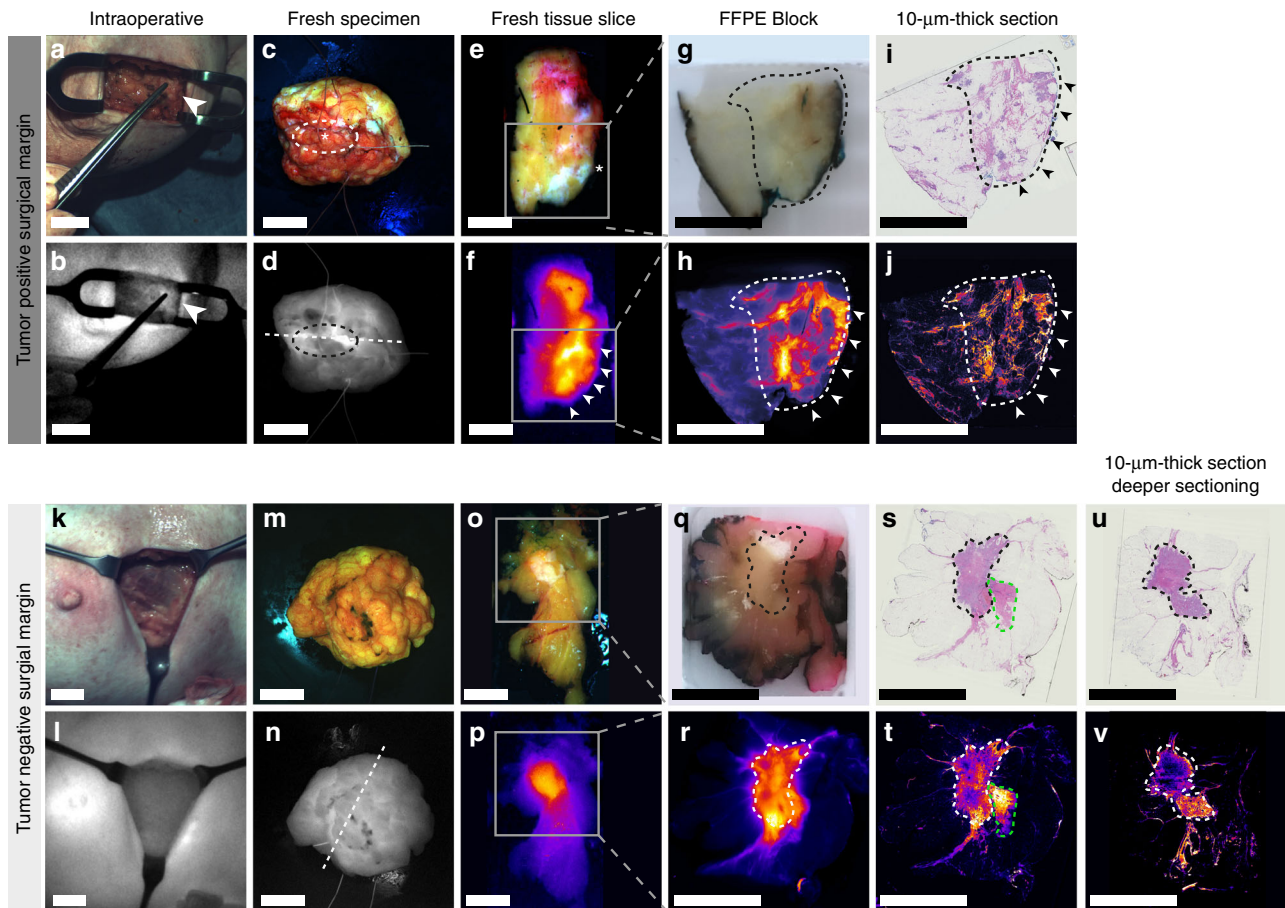 Intraoperative
Fresh specimen
Fresh tissue slice
FFPE Block
10-μm-thick section
Tumor positive surgical margin
a
c
e
g
i
*
*
b
d
f
h
j
10-μm-thick section
deeper sectioning
Tumor negative surgial margin
k
m
o
q
s
u
l
n
p
r
t
v